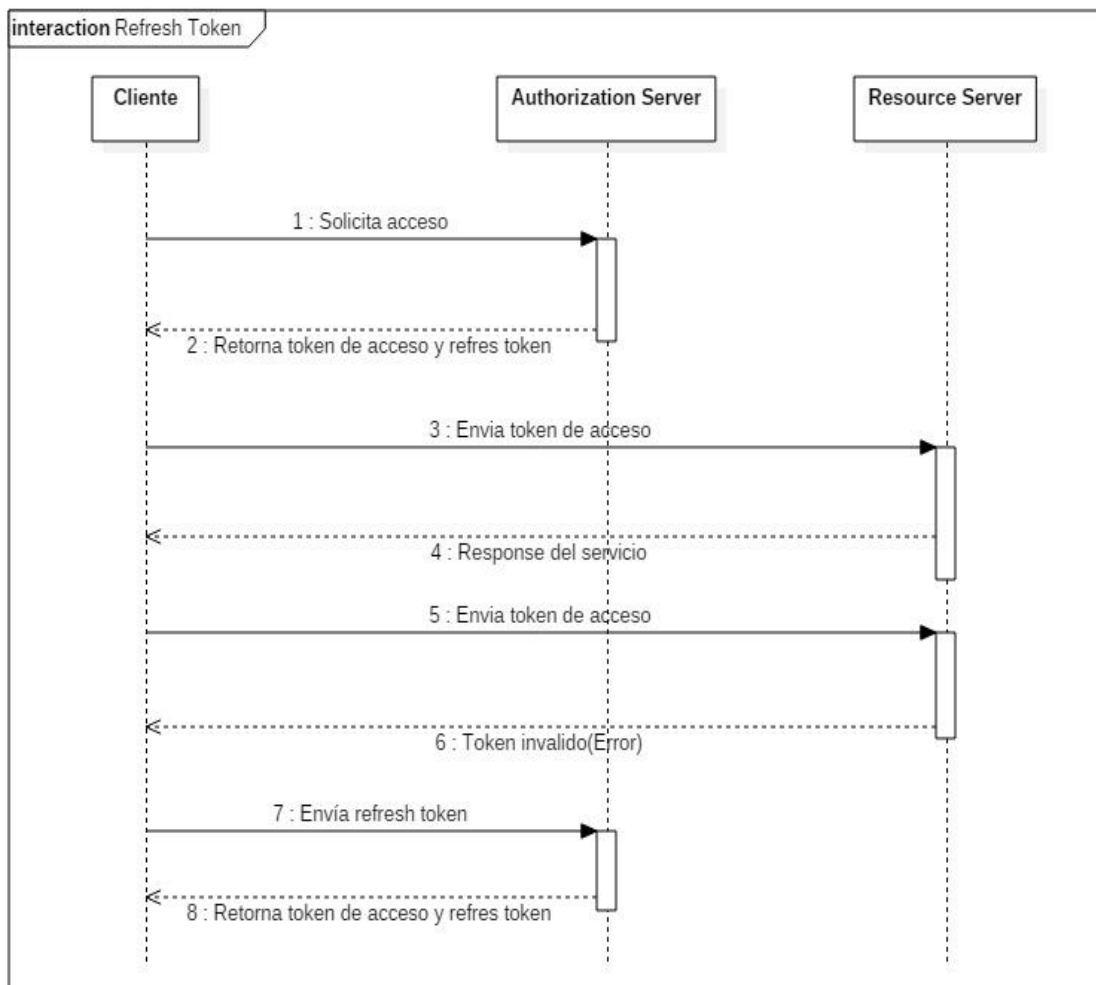 interaction Refresh Token
Cliente
Authorization Server
Resource Server
1 : Solicita acceso
2 : Retorna token de acceso y refres token
3 : Envia token de acceso
4 : Response del servicio
5 : Envia token de acceso
6 : Token invalido(Error)
7 : Envía refresh token
8 : Retorna token de acceso y refres token